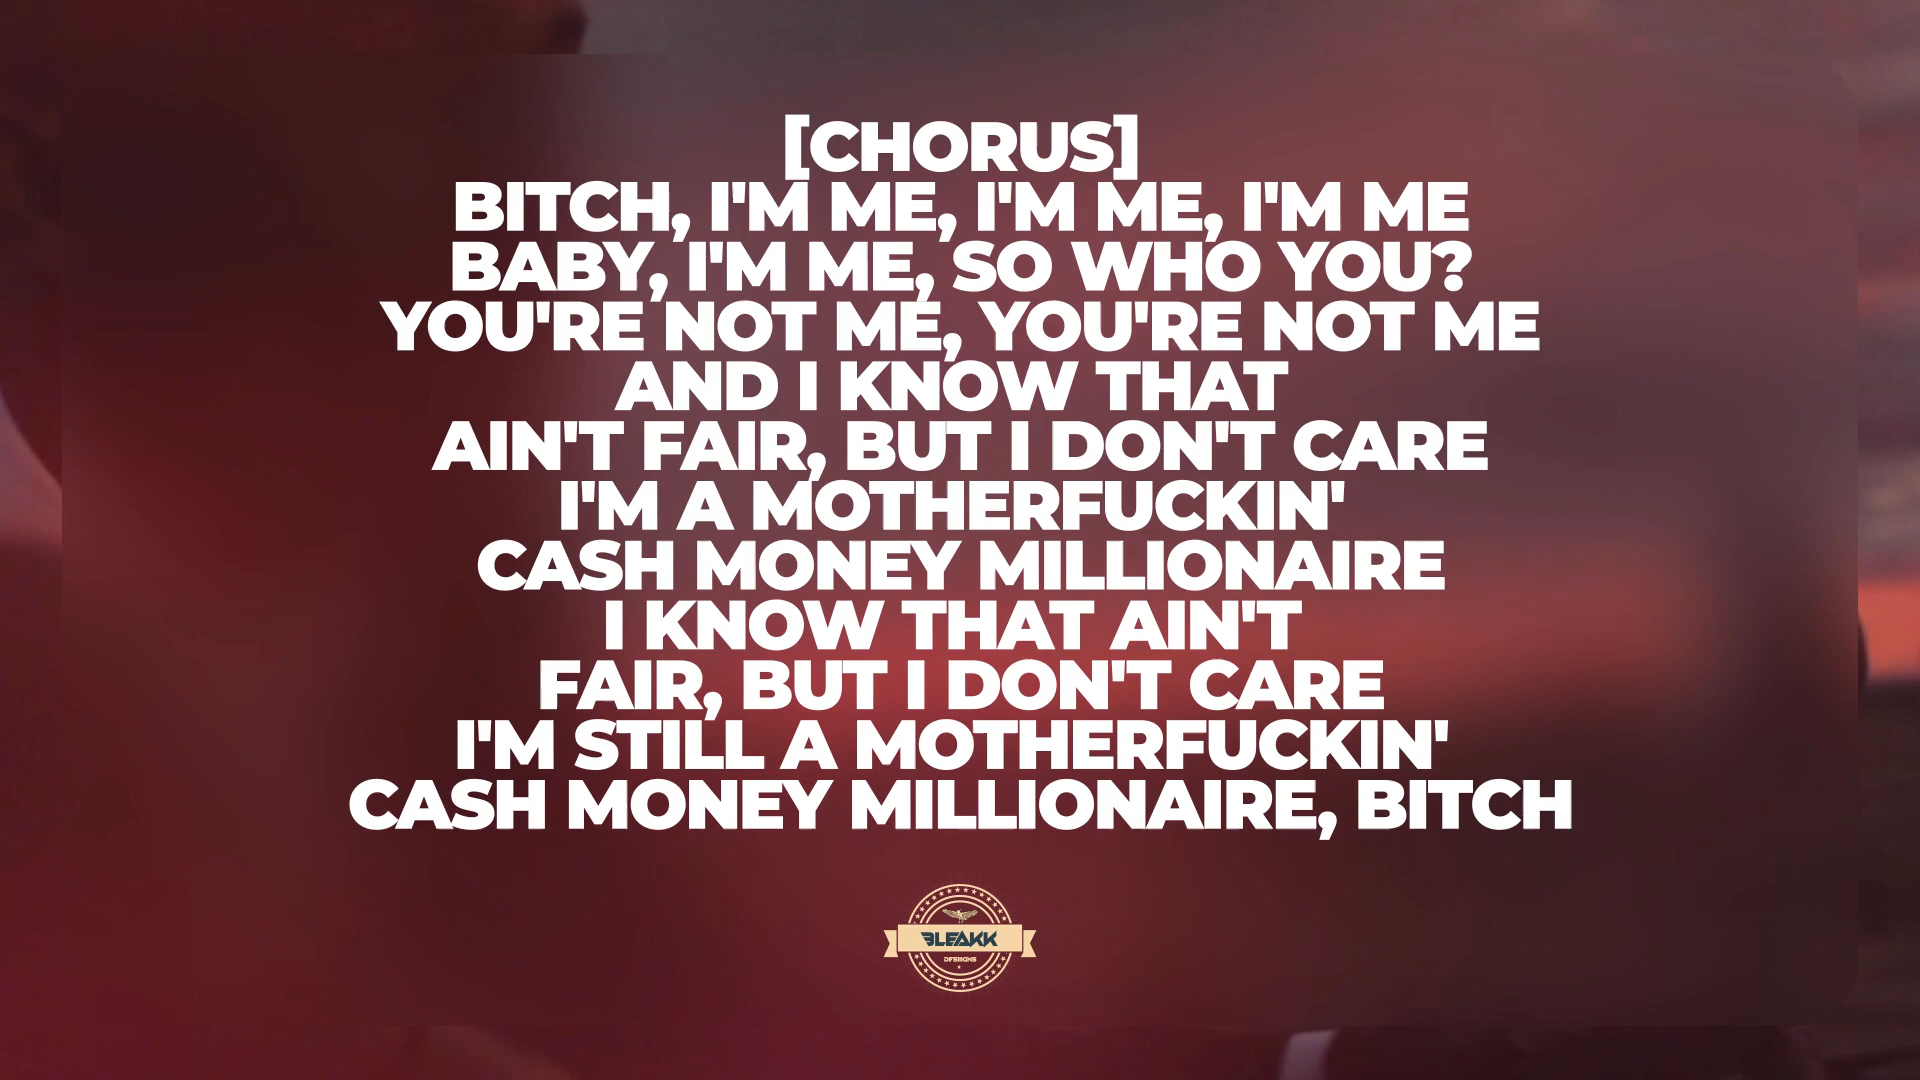 [CHORUS]
BITCH, I'M ME, I'M ME, I'M ME
BABY, I'M ME, SO WHO YOU?
YOU'RE NOT ME, YOU'RE NOT ME
AND I KNOW THAT
AIN'T FAIR, BUT I DON'T CARE
I'M A MOTHERFUCKIN'
CASH MONEY MILLIONAIRE
I KNOW THAT AIN'T
FAIR, BUT I DON'T CARE
I'M STILL A MOTHERFUCKIN'
CASH MONEY MILLIONAIRE, BITCH
BLEAKK